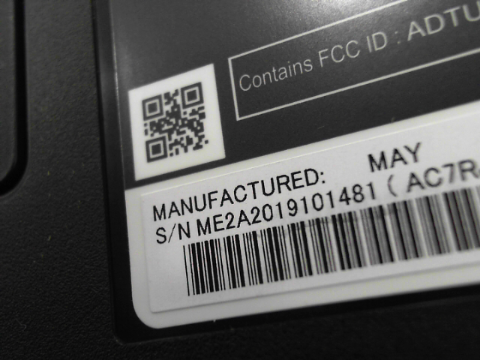 Contains FCC ID : ADTU
MANUFACTURED: MAY
S/N ME2A2019101481 ( AC7R